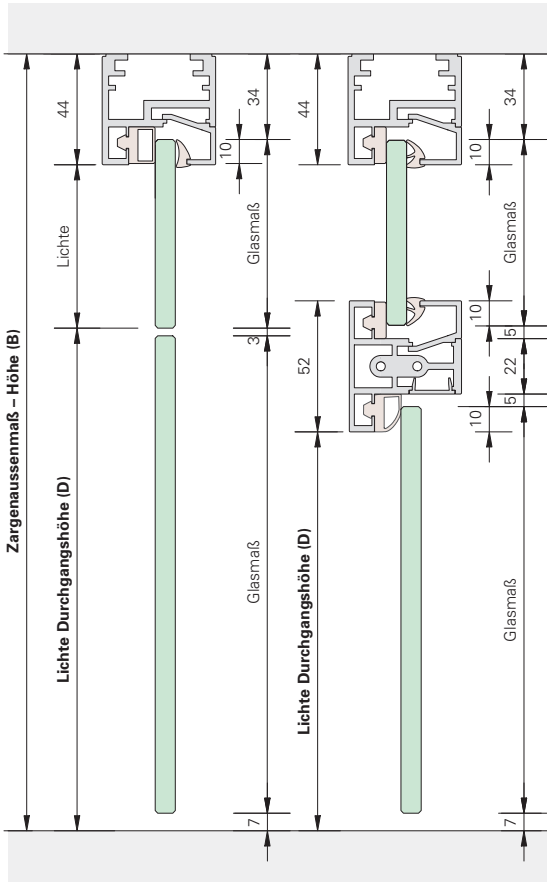 Zargenaussenmaß – Höhe (B)
44
Lichte
Lichte Durchgangshöhe (D)
34
10
Glasmaß
3
Glasmaß
7
44
52
Lichte Durchgangshöhe (D)
34
10
Glasmaß
10
5
22
5
10
Glasmaß
7